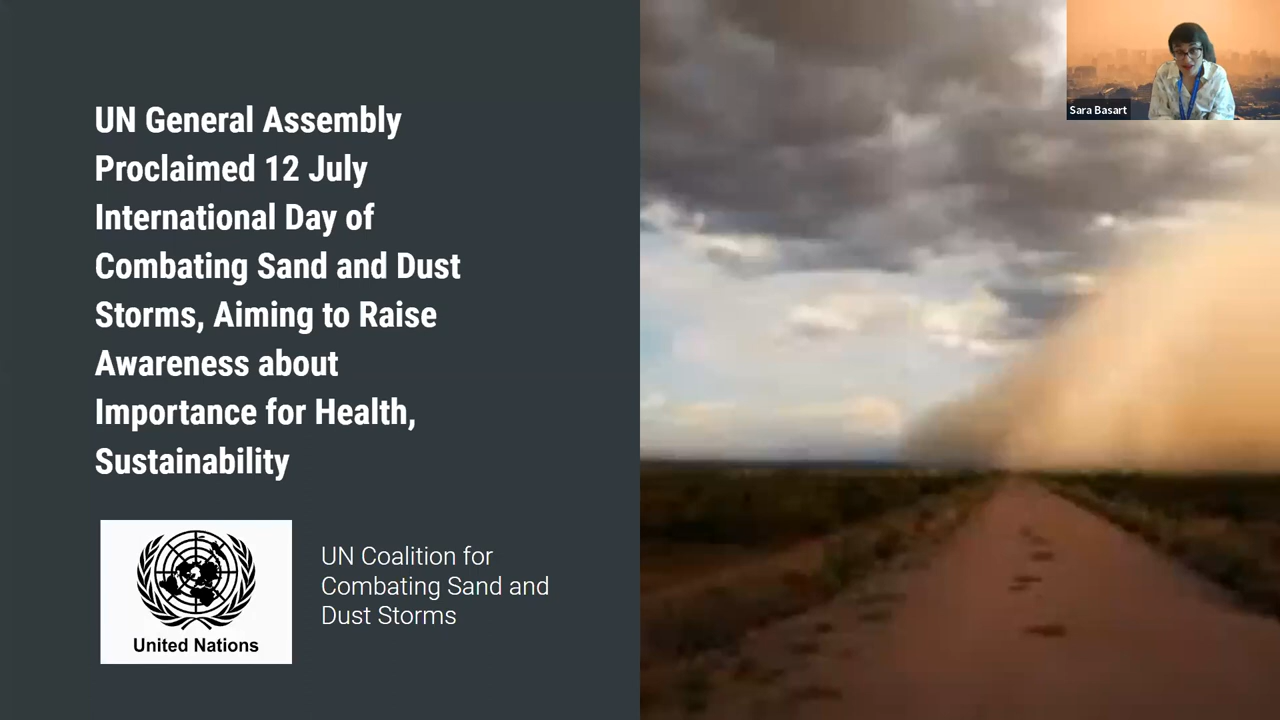 UN General Assembly
Proclaimed 12 July
International Day of
Combating Sand and Dust
Storms, Aiming to Raise
Awareness about
Importance for Health,
Sustainability
United Nations
UN Coalition for
Combating Sand and
Dust Storms
Sara Basart